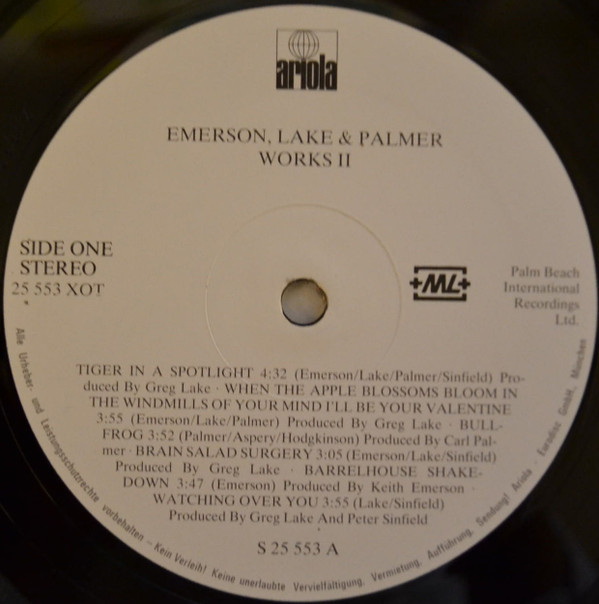 ariola
EMERSON, LAKE & PALMER
WORKS II
SIDE ONE
STEREO
25 553 XOT
+ML+
Palm Beach
International
Recordings
Ltd.
TIGER IN A SPOTLIGHT 4:32 (Emerson/Lake/Palmer/Sinfield) Pro-
duced By Greg Lake · WHEN THE APPLE BLOSSOMS BLOOM IN
THE WINDMILLS OF YOUR MIND I'LL BE YOUR VALENTINE
3:55 (Emerson/Lake/Palmer) Produced By Greg Lake · BULL-
FROG 3:52 (Palmer/Aspery/Hodgkinson) Produced By Carl Pal-
mer · BRAIN SALAD SURGERY 3:05 (Emerson/Lake/Sinfield)
Produced By Greg Lake · BARRELHOUSE SHAKE-
DOWN 3:47 (Emerson) Produced By Keith Emerson ·
WATCHING OVER YOU 3:55 (Lake/Sinfield)
Produced By Greg Lake And Peter Sinfield
S 25 553 A
Alle Urheber- und Leistungsschutzrechte vorbehalten – Kein Verleih! Keine unerlaubte Vervielfältigung, Vermietung, Aufführung, Sendung! Ariola · Eurodisc GmbH., München